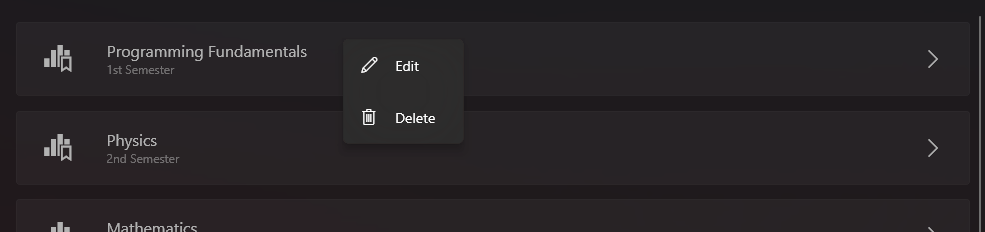 Programming Fundamentals
1st Semester
Edit
Delete
Physics
2nd Semester
Mathematics